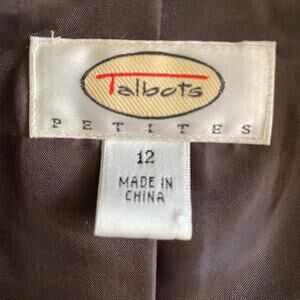 Talbots
PETITES
12
MADE IN
CHINA